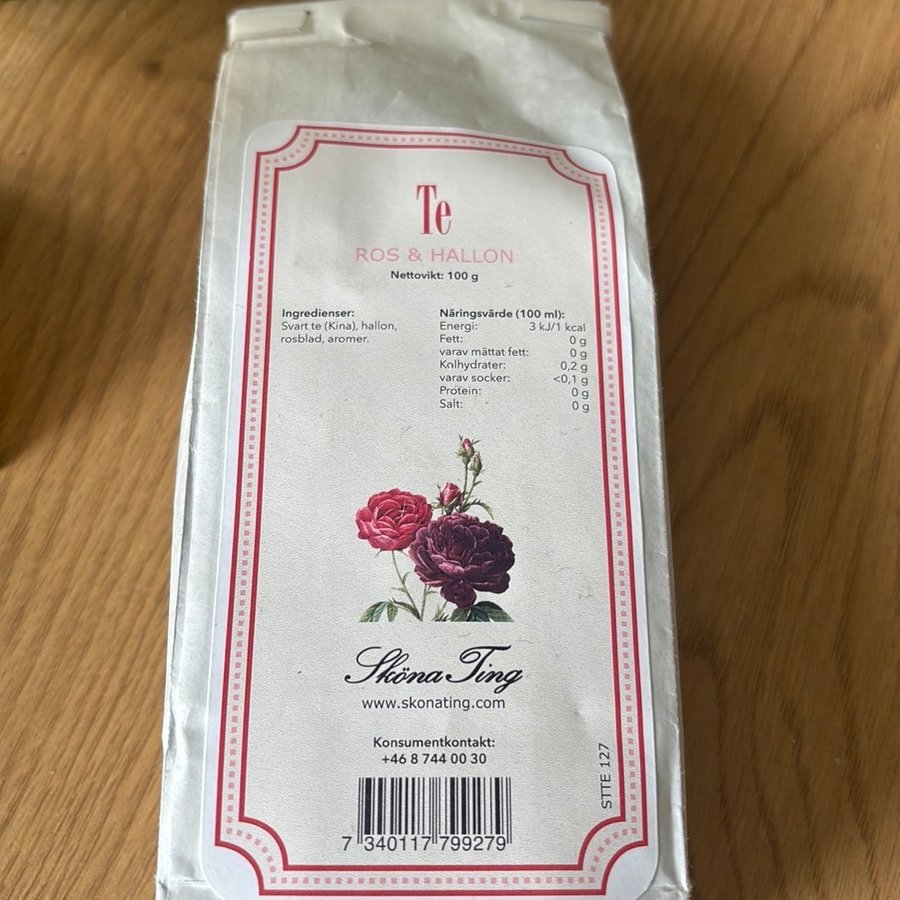 Te
ROS & HALLON
Nettovikt: 100 g
Ingredienser:
Svart te (Kina), hallon,
rosblad, aromer.
Näringsvärde (100 ml):
Energi: 3 kJ/1 kcal
Fett: 0 g
varav mättat fett: 0 g
Kolhydrater: 0,2 g
varav socker: <0,1 g
Protein: 0 g
Salt: 0 g
Sköna Ting
www.skonating.com
Konsumentkontakt:
+46 8 744 00 30
STTE 127
7 340117 799279